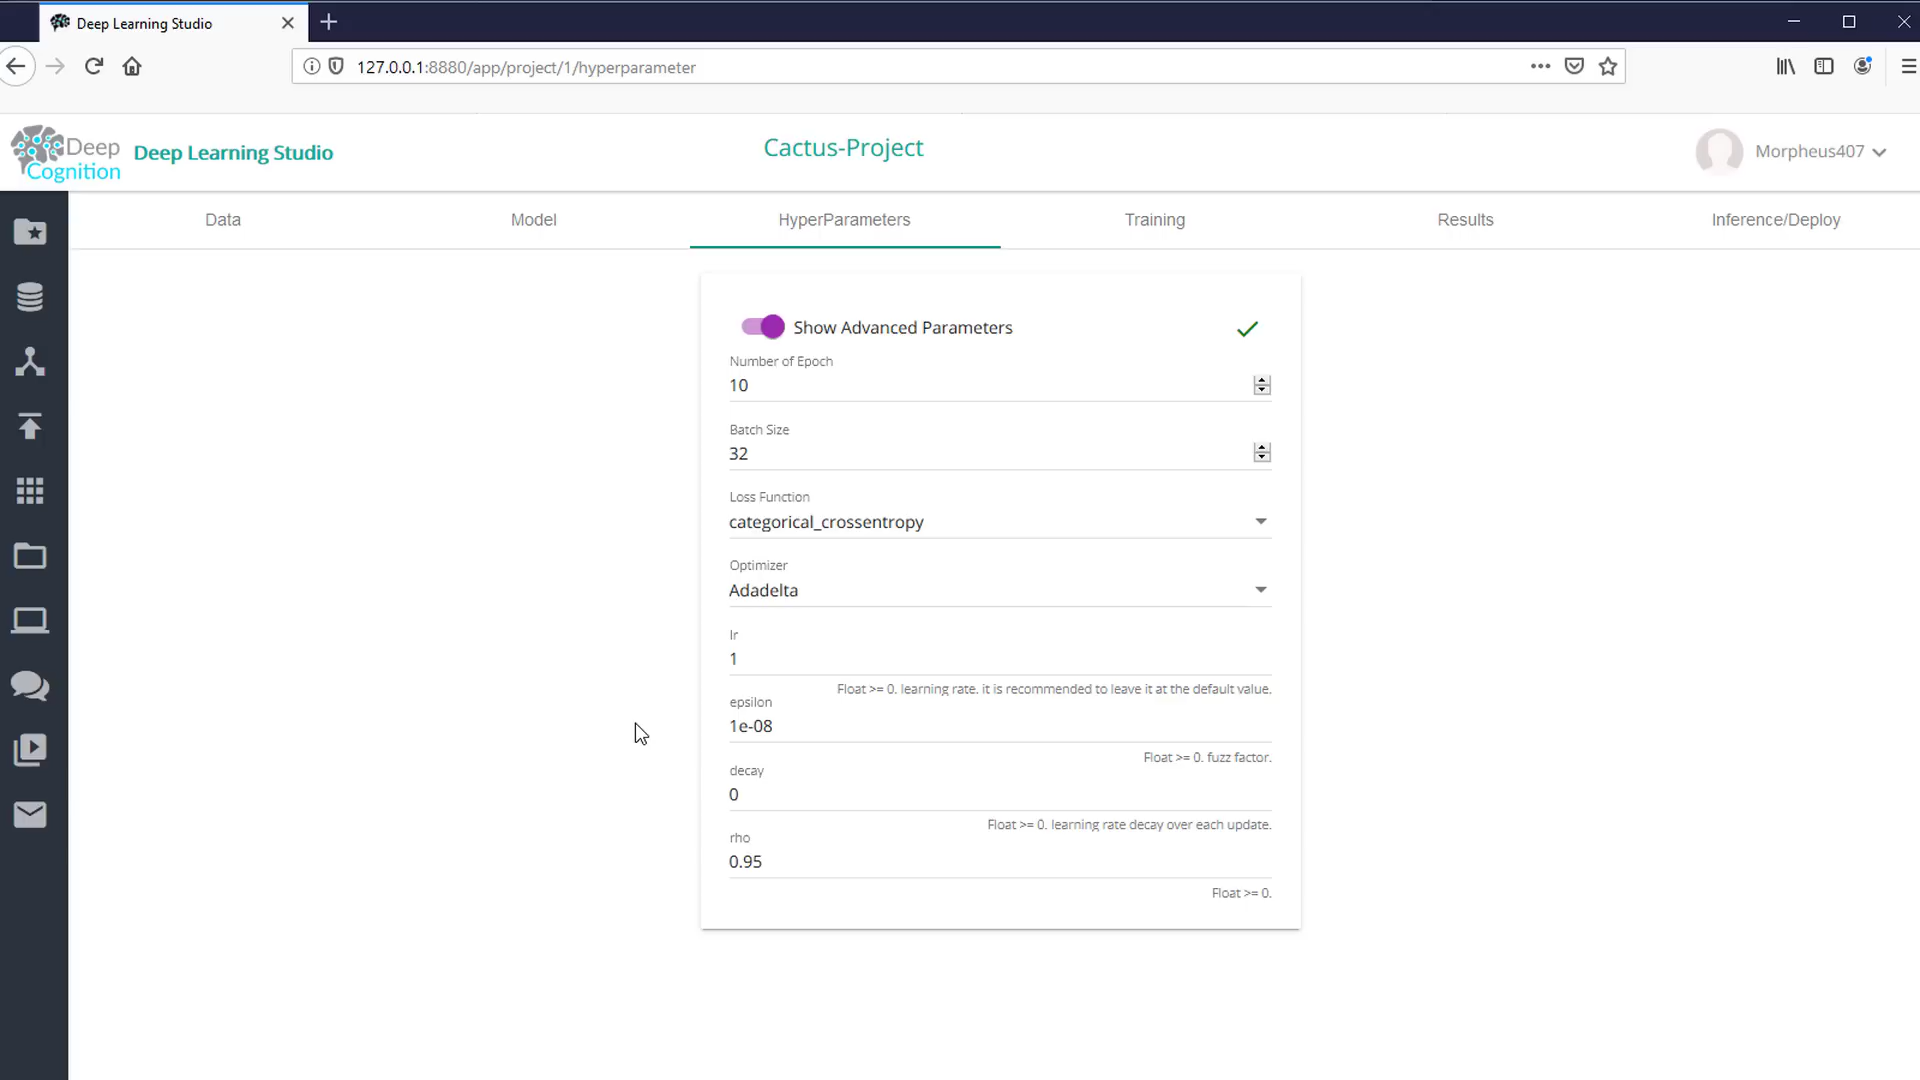 Deep Learning Studio
127.0.0.1:8880/app/project/1/hyperparameter
Deep Cognition
Deep Learning Studio
Cactus-Project
Morpheus407
Data
Model
HyperParameters
Training
Results
Inference/Deploy
Show Advanced Parameters
Number of Epoch
10
Batch Size
32
Loss Function
categorical_crossentropy
Optimizer
Adadelta
lr
1
Float >= 0. learning rate. it is recommended to leave it at the default value.
epsilon
1e-08
Float >= 0. fuzz factor.
decay
0
Float >= 0. learning rate decay over each update.
rho
0.95
Float >= 0.